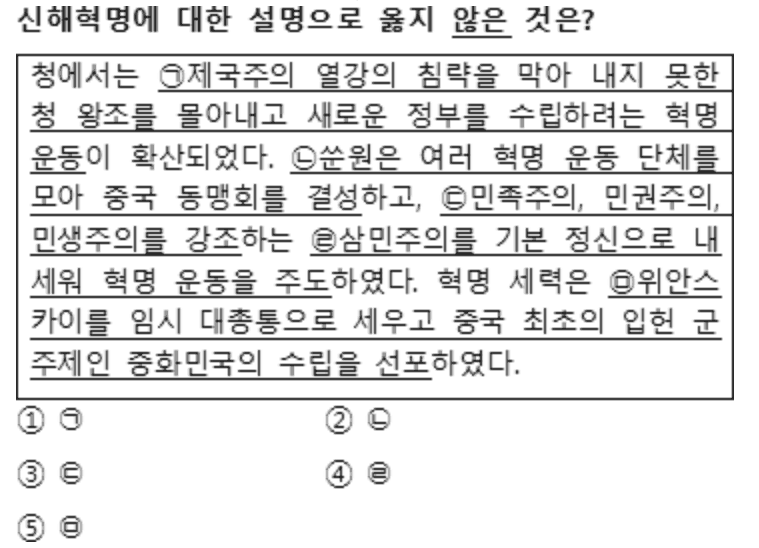 신해혁명에 대한 설명으로 옳지 않은 것은?
청에서는 ㉠제국주의 열강의 침략을 막아 내지 못한
청 왕조를 몰아내고 새로운 정부를 수립하려는 혁명
운동이 확산되었다. ㉡쑨원은 여러 혁명 운동 단체를
모아 중국 동맹회를 결성하고, ㉢민족주의, 민권주의,
민생주의를 강조하는 ㉣삼민주의를 기본 정신으로 내
세워 혁명 운동을 주도하였다. 혁명 세력은 ㉤위안스
카이를 임시 대총통으로 세우고 중국 최초의 입헌 군
주제인 중화민국의 수립을 선포하였다.
① ㉠ ② ㉡
③ ㉢ ④ ㉣
⑤ ㉤